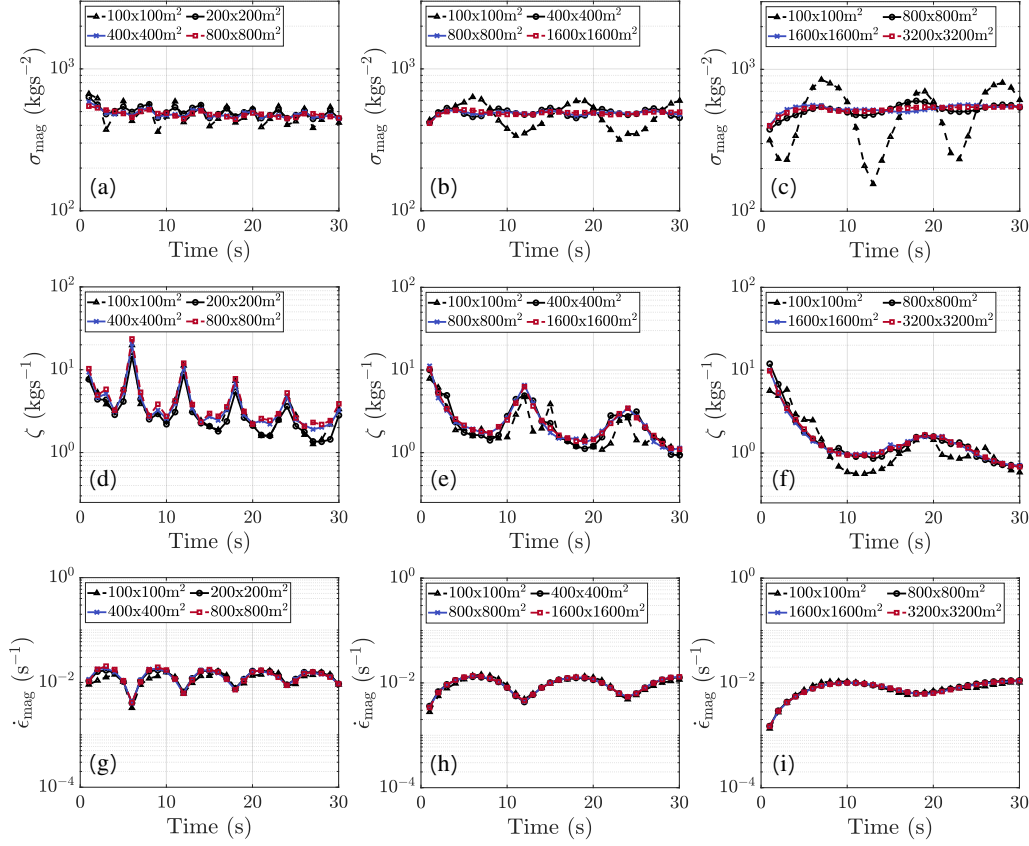 100x100m² 200x200m²
400x400m² 800x800m²
σmag (kgs⁻²)
10³
10²
(a)
0 10 20 30
Time (s)
100x100m² 400x400m²
800x800m² 1600x1600m²
σmag (kgs⁻²)
10³
10²
(b)
0 10 20 30
Time (s)
100x100m² 800x800m²
1600x1600m² 3200x3200m²
σmag (kgs⁻²)
10³
10²
(c)
0 10 20 30
Time (s)
100x100m² 200x200m²
400x400m² 800x800m²
ζ (kgs⁻¹)
10²
10¹
10⁰
(d)
0 10 20 30
Time (s)
100x100m² 400x400m²
800x800m² 1600x1600m²
ζ (kgs⁻¹)
10²
10¹
10⁰
(e)
0 10 20 30
Time (s)
100x100m² 800x800m²
1600x1600m² 3200x3200m²
ζ (kgs⁻¹)
10²
10¹
10⁰
(f)
0 10 20 30
Time (s)
100x100m² 200x200m²
400x400m² 800x800m²
ϵ̇mag (s⁻¹)
10⁰
10⁻²
10⁻⁴
(g)
0 10 20 30
Time (s)
100x100m² 400x400m²
800x800m² 1600x1600m²
ϵ̇mag (s⁻¹)
10⁰
10⁻²
10⁻⁴
(h)
0 10 20 30
Time (s)
100x100m² 800x800m²
1600x1600m² 3200x3200m²
ϵ̇mag (s⁻¹)
10⁰
10⁻²
10⁻⁴
(i)
0 10 20 30
Time (s)